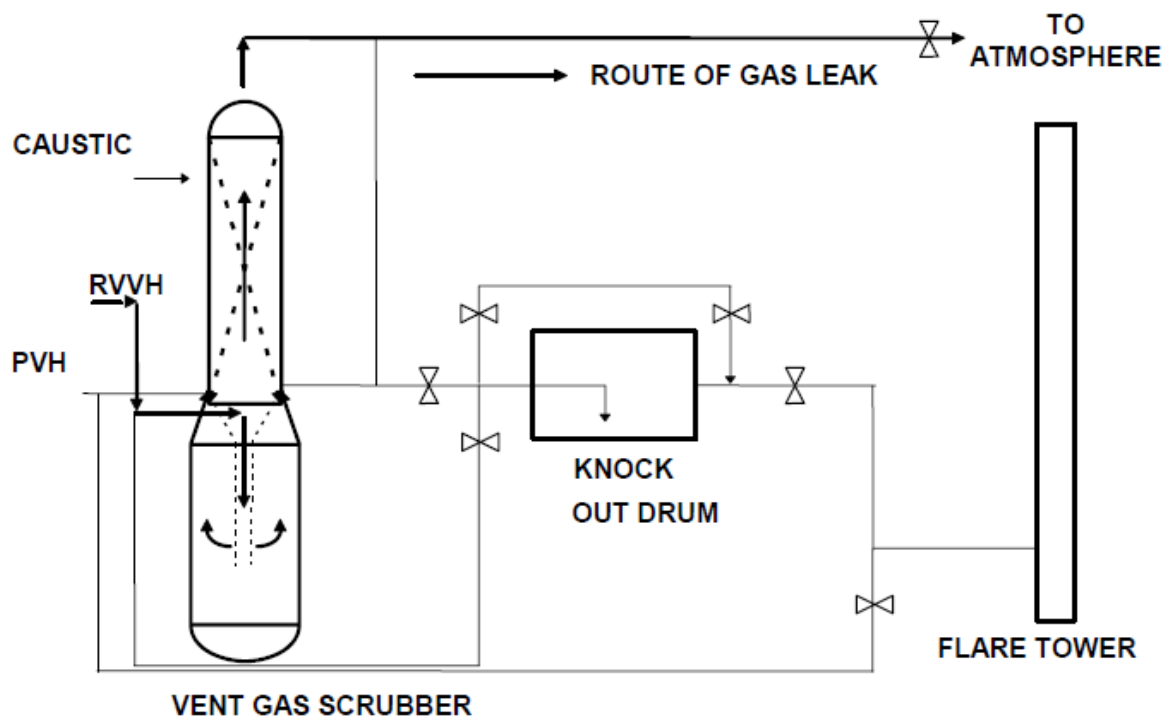 TO
ATMOSPHERE
ROUTE OF GAS LEAK
CAUSTIC
RVVH
PVH
KNOCK
OUT DRUM
FLARE TOWER
VENT GAS SCRUBBER